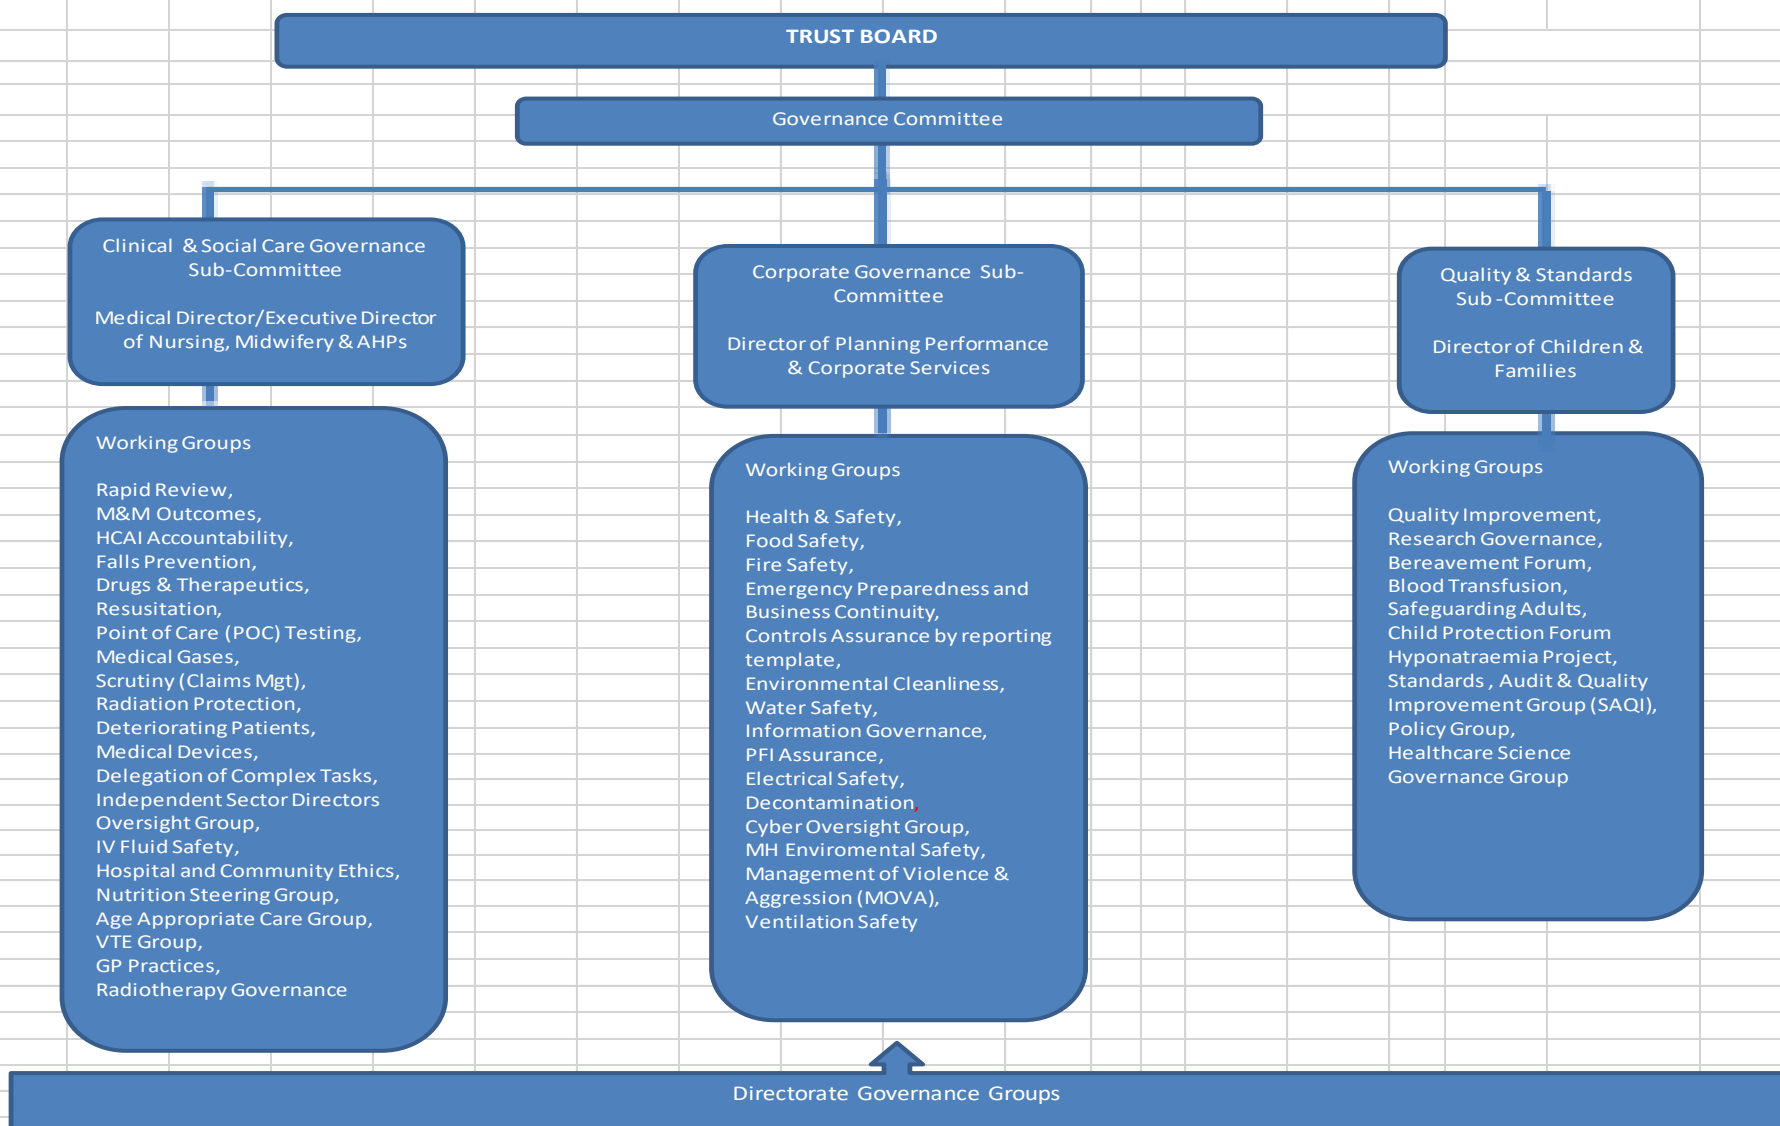 TRUST BOARD
Governance Committee
Clinical & Social Care Governance
Sub-Committee
Medical Director/Executive Director
of Nursing, Midwifery & AHPs
Corporate Governance Sub-
Committee
Director of Planning Performance
& Corporate Services
Quality & Standards
Sub -Committee
Director of Children &
Families
Working Groups
Rapid Review,
M&M Outcomes,
HCAI Accountability,
Falls Prevention,
Drugs & Therapeutics,
Resusitation,
Point of Care (POC) Testing,
Medical Gases,
Scrutiny (Claims Mgt),
Radiation Protection,
Deteriorating Patients,
Medical Devices,
Delegation of Complex Tasks,
Independent Sector Directors
Oversight Group,
IV Fluid Safety,
Hospital and Community Ethics,
Nutrition Steering Group,
Age Appropriate Care Group,
VTE Group,
GP Practices,
Radiotherapy Governance
Working Groups
Health & Safety,
Food Safety,
Fire Safety,
Emergency Preparedness and
Business Continuity,
Controls Assurance by reporting
template,
Environmental Cleanliness,
Water Safety,
Information Governance,
PFI Assurance,
Electrical Safety,
Decontamination,
Cyber Oversight Group,
MH Enviromental Safety,
Management of Violence &
Aggression (MOVA),
Ventilation Safety
Working Groups
Quality Improvement,
Research Governance,
Bereavement Forum,
Blood Transfusion,
Safeguarding Adults,
Child Protection Forum
Hyponatraemia Project,
Standards , Audit & Quality
Improvement Group (SAQI),
Policy Group,
Healthcare Science
Governance Group
Directorate Governance Groups